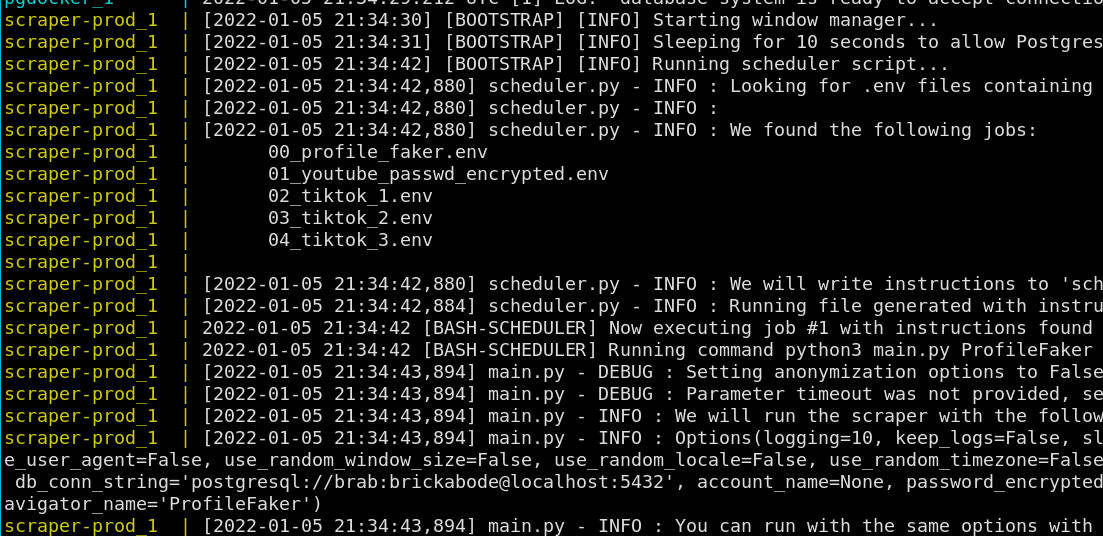 pgdocker_1 | 2022-01-05 21:34:29.212 UTC [1] LOG: database system is ready to accept connectio
scraper-prod_1 | [2022-01-05 21:34:30] [BOOTSTRAP] [INFO] Starting window manager...
scraper-prod_1 | [2022-01-05 21:34:31] [BOOTSTRAP] [INFO] Sleeping for 10 seconds to allow Postgres
scraper-prod_1 | [2022-01-05 21:34:42] [BOOTSTRAP] [INFO] Running scheduler script...
scraper-prod_1 | [2022-01-05 21:34:42,880] scheduler.py - INFO : Looking for .env files containing
scraper-prod_1 | [2022-01-05 21:34:42,880] scheduler.py - INFO :
scraper-prod_1 | [2022-01-05 21:34:42,880] scheduler.py - INFO : We found the following jobs:
scraper-prod_1 | 00_profile_faker.env
scraper-prod_1 | 01_youtube_passwd_encrypted.env
scraper-prod_1 | 02_tiktok_1.env
scraper-prod_1 | 03_tiktok_2.env
scraper-prod_1 | 04_tiktok_3.env
scraper-prod_1 |
scraper-prod_1 | [2022-01-05 21:34:42,880] scheduler.py - INFO : We will write instructions to 'sch
scraper-prod_1 | [2022-01-05 21:34:42,884] scheduler.py - INFO : Running file generated with instru
scraper-prod_1 | 2022-01-05 21:34:42 [BASH-SCHEDULER] Now executing job #1 with instructions found
scraper-prod_1 | 2022-01-05 21:34:42 [BASH-SCHEDULER] Running command python3 main.py ProfileFaker
scraper-prod_1 | [2022-01-05 21:34:43,894] main.py - DEBUG : Setting anonymization options to False
scraper-prod_1 | [2022-01-05 21:34:43,894] main.py - DEBUG : Parameter timeout was not provided, se
scraper-prod_1 | [2022-01-05 21:34:43,894] main.py - INFO : We will run the scraper with the follow
scraper-prod_1 | [2022-01-05 21:34:43,894] main.py - INFO : Options(logging=10, keep_logs=False, sl
e_user_agent=False, use_random_window_size=False, use_random_locale=False, use_random_timezone=False
db_conn_string='postgresql://brab:brickabode@localhost:5432', account_name=None, password_encrypted
avigator_name='ProfileFaker')
scraper-prod_1 | [2022-01-05 21:34:43,894] main.py - INFO : You can run with the same options with